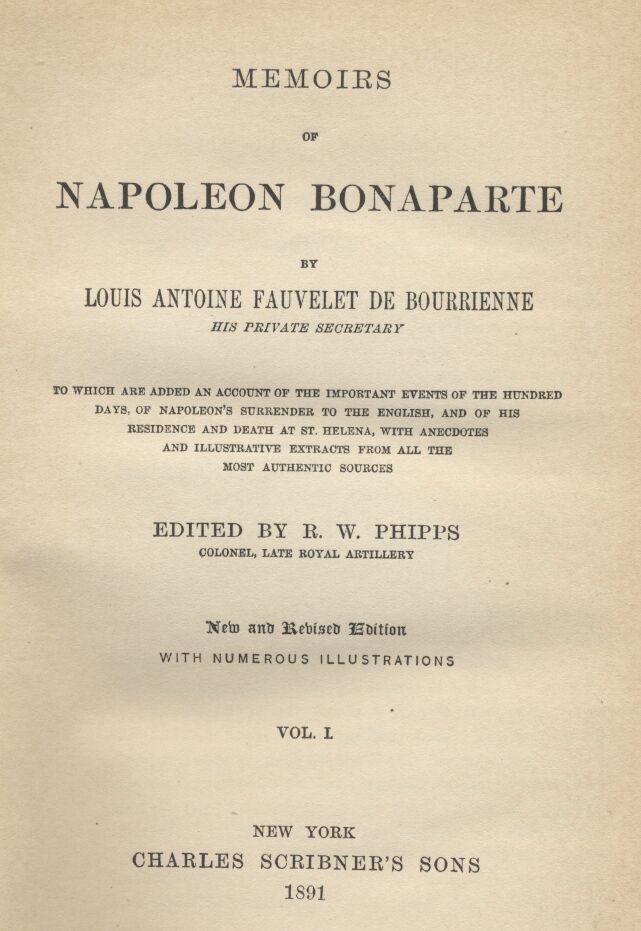 MEMOIRS
OF
NAPOLEON BONAPARTE
BY
LOUIS ANTOINE FAUVELET DE BOURRIENNE
HIS PRIVATE SECRETARY
TO WHICH ARE ADDED AN ACCOUNT OF THE IMPORTANT EVENTS OF THE HUNDRED
DAYS, OF NAPOLEON'S SURRENDER TO THE ENGLISH, AND OF HIS
RESIDENCE AND DEATH AT ST. HELENA, WITH ANECDOTES
AND ILLUSTRATIVE EXTRACTS FROM ALL THE
MOST AUTHENTIC SOURCES
EDITED BY R. W. PHIPPS
COLONEL, LATE ROYAL ARTILLERY
New and Revised Edition
WITH NUMEROUS ILLUSTRATIONS
VOL. I.
NEW YORK
CHARLES SCRIBNER'S SONS
1891